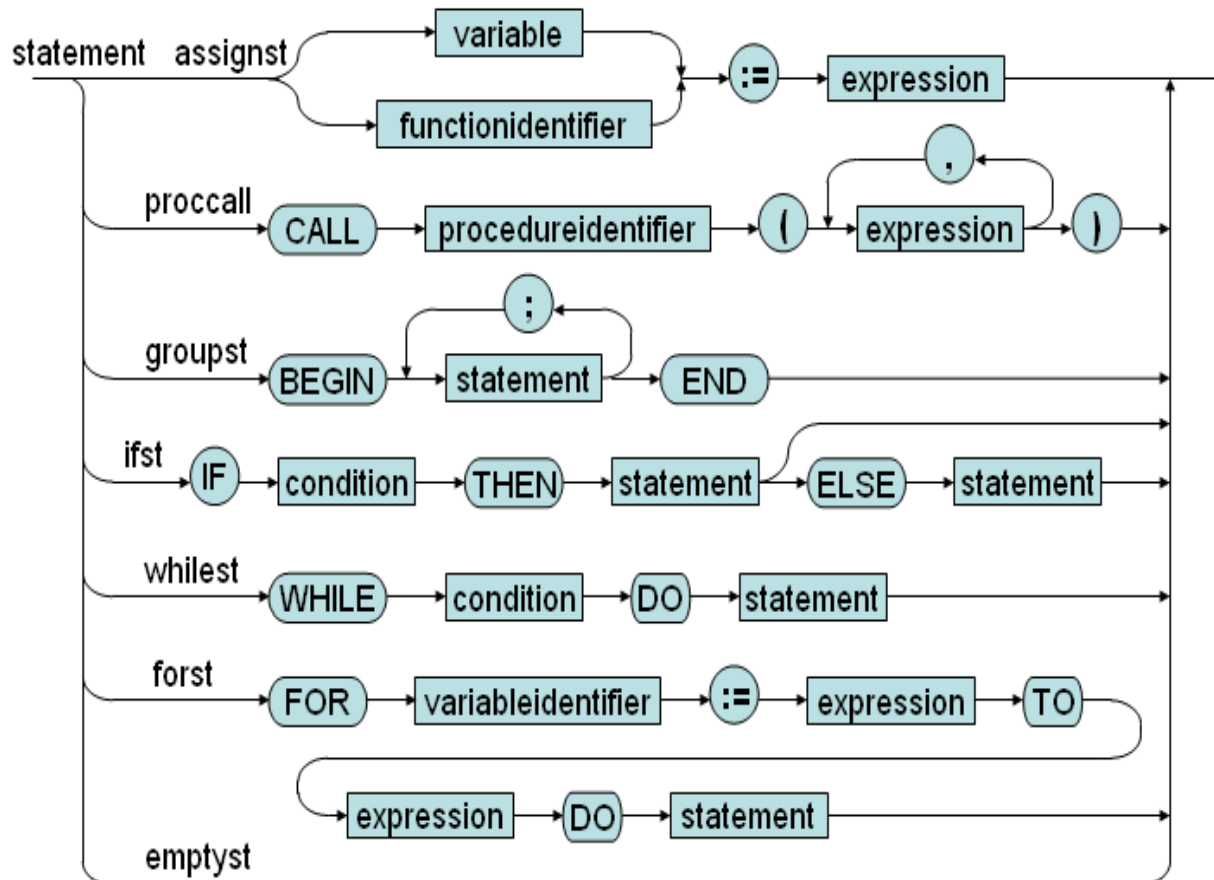 variable
statement assignst := expression
functionidentifier
,
proccall CALL procedureidentifier ( expression )
;
groupst BEGIN statement END
ifst IF condition THEN statement ELSE statement
whilest WHILE condition DO statement
forst FOR variableidentifier := expression TO
expression DO statement
emptyst